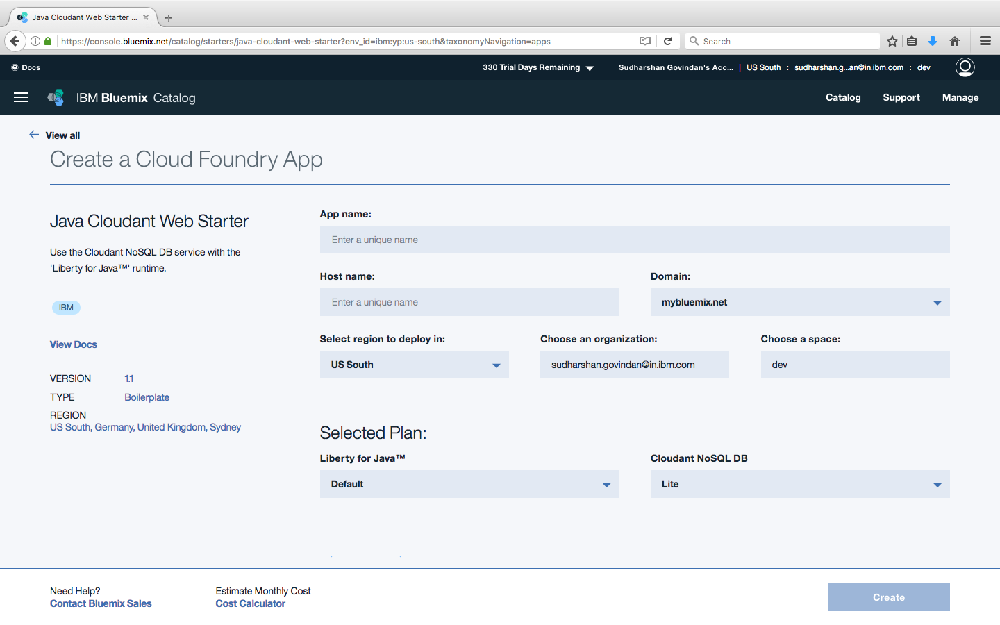 Java Cloudant Web Starter ...
https://console.bluemix.net/catalog/starters/java-cloudant-web-starter?env_id=ibm:yp:us-south&taxonomyNavigation=apps
Search
Docs
330 Trial Days Remaining
Sudharshan Govindan's Acc... | US South : sudharshan.g...an@in.ibm.com : dev
IBM Bluemix Catalog
Catalog
Support
Manage
View all
Create a Cloud Foundry App
Java Cloudant Web Starter
Use the Cloudant NoSQL DB service with the
'Liberty for Java™' runtime.
IBM
View Docs
VERSION 1.1
TYPE Boilerplate
REGION
US South, Germany, United Kingdom, Sydney
App name:
Enter a unique name
Host name:
Enter a unique name
Domain:
mybluemix.net
Select region to deploy in:
US South
Choose an organization:
sudharshan.govindan@in.ibm.com
Choose a space:
dev
Selected Plan:
Liberty for Java™
Default
Cloudant NoSQL DB
Lite
Need Help?
Contact Bluemix Sales
Estimate Monthly Cost
Cost Calculator
Create